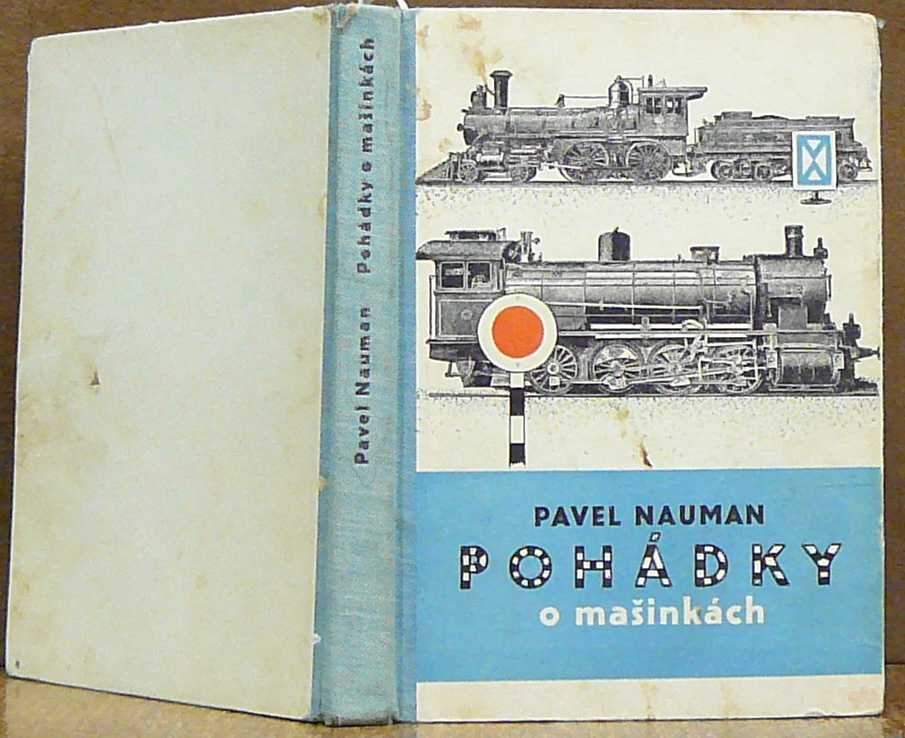 Pavel Nauman Pohádky o mašinkách
PAVEL NAUMAN
POHÁDKY
o mašinkách